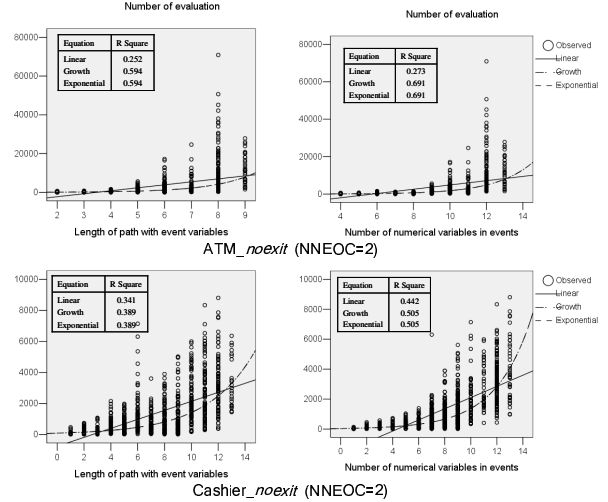 Number of evaluation
Number of evaluation
Equation R Square
Linear 0.252
Growth 0.594
Exponential 0.594
80000
60000
40000
20000
0
2 3 4 5 6 7 8 9
Length of path with event variables
Equation R Square
Linear 0.273
Growth 0.691
Exponential 0.691
80000
60000
40000
20000
0
4 6 8 10 12 14
Number of numerical variables in events
Observed
Linear
Growth
Exponential
ATM_noexit (NNEOC=2)
Equation R Square
Linear 0.341
Growth 0.389
Exponential 0.389
10000
8000
6000
4000
2000
0
0 2 4 6 8 10 12 14
Length of path with event variables
Equation R Square
Linear 0.442
Growth 0.505
Exponential 0.505
10000
8000
6000
4000
2000
0
0 2 4 6 8 10 12 14
Number of numerical variables in events
Observed
Linear
Growth
Exponential
Cashier_noexit (NNEOC=2)